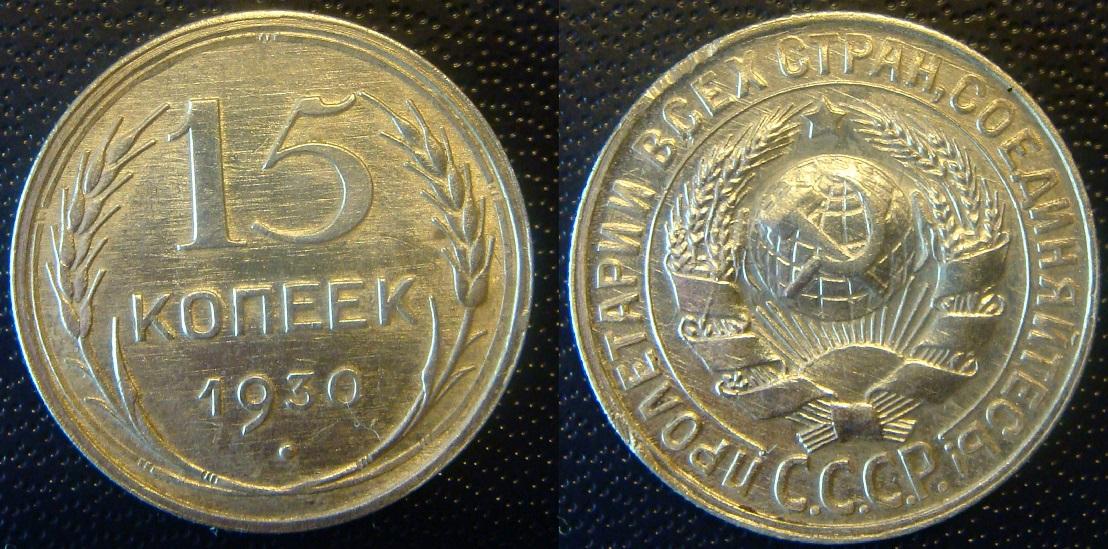 15
КОПЕЕК
1930
ПРОЛЕТАРИИ ВСЕХ СТРАН, СОЕДИНЯЙТЕСЬ!
С.С.С.Р.